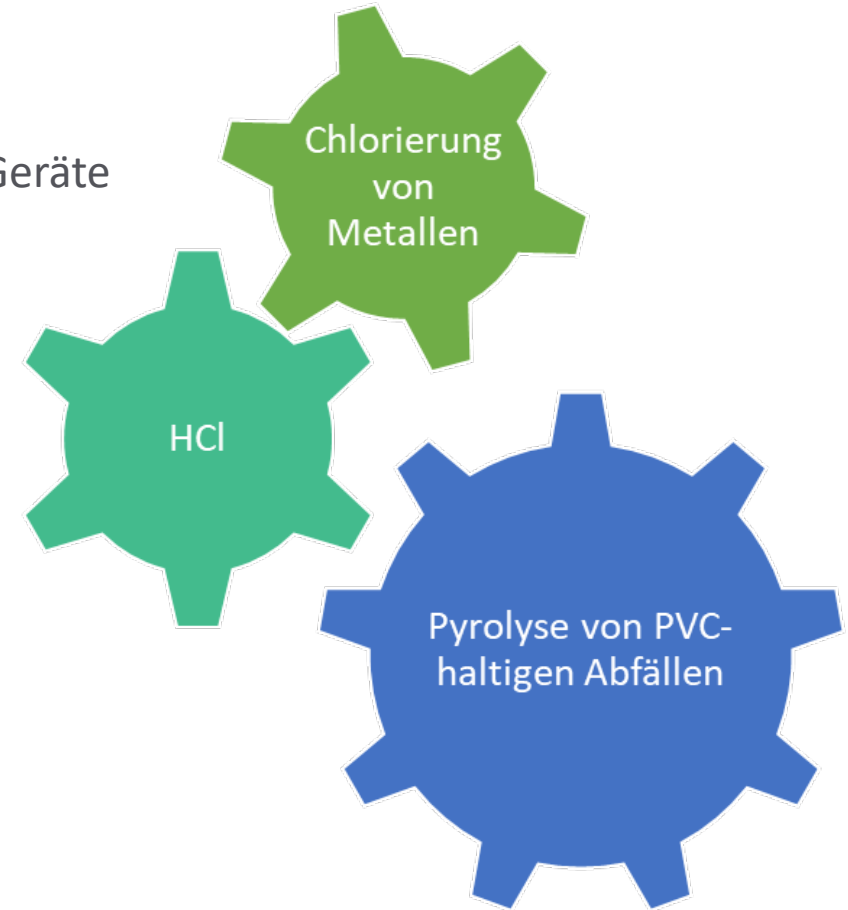 Geräte
Chlorierung
von
Metallen
HCl
Pyrolyse von PVC-
haltigen Abfällen